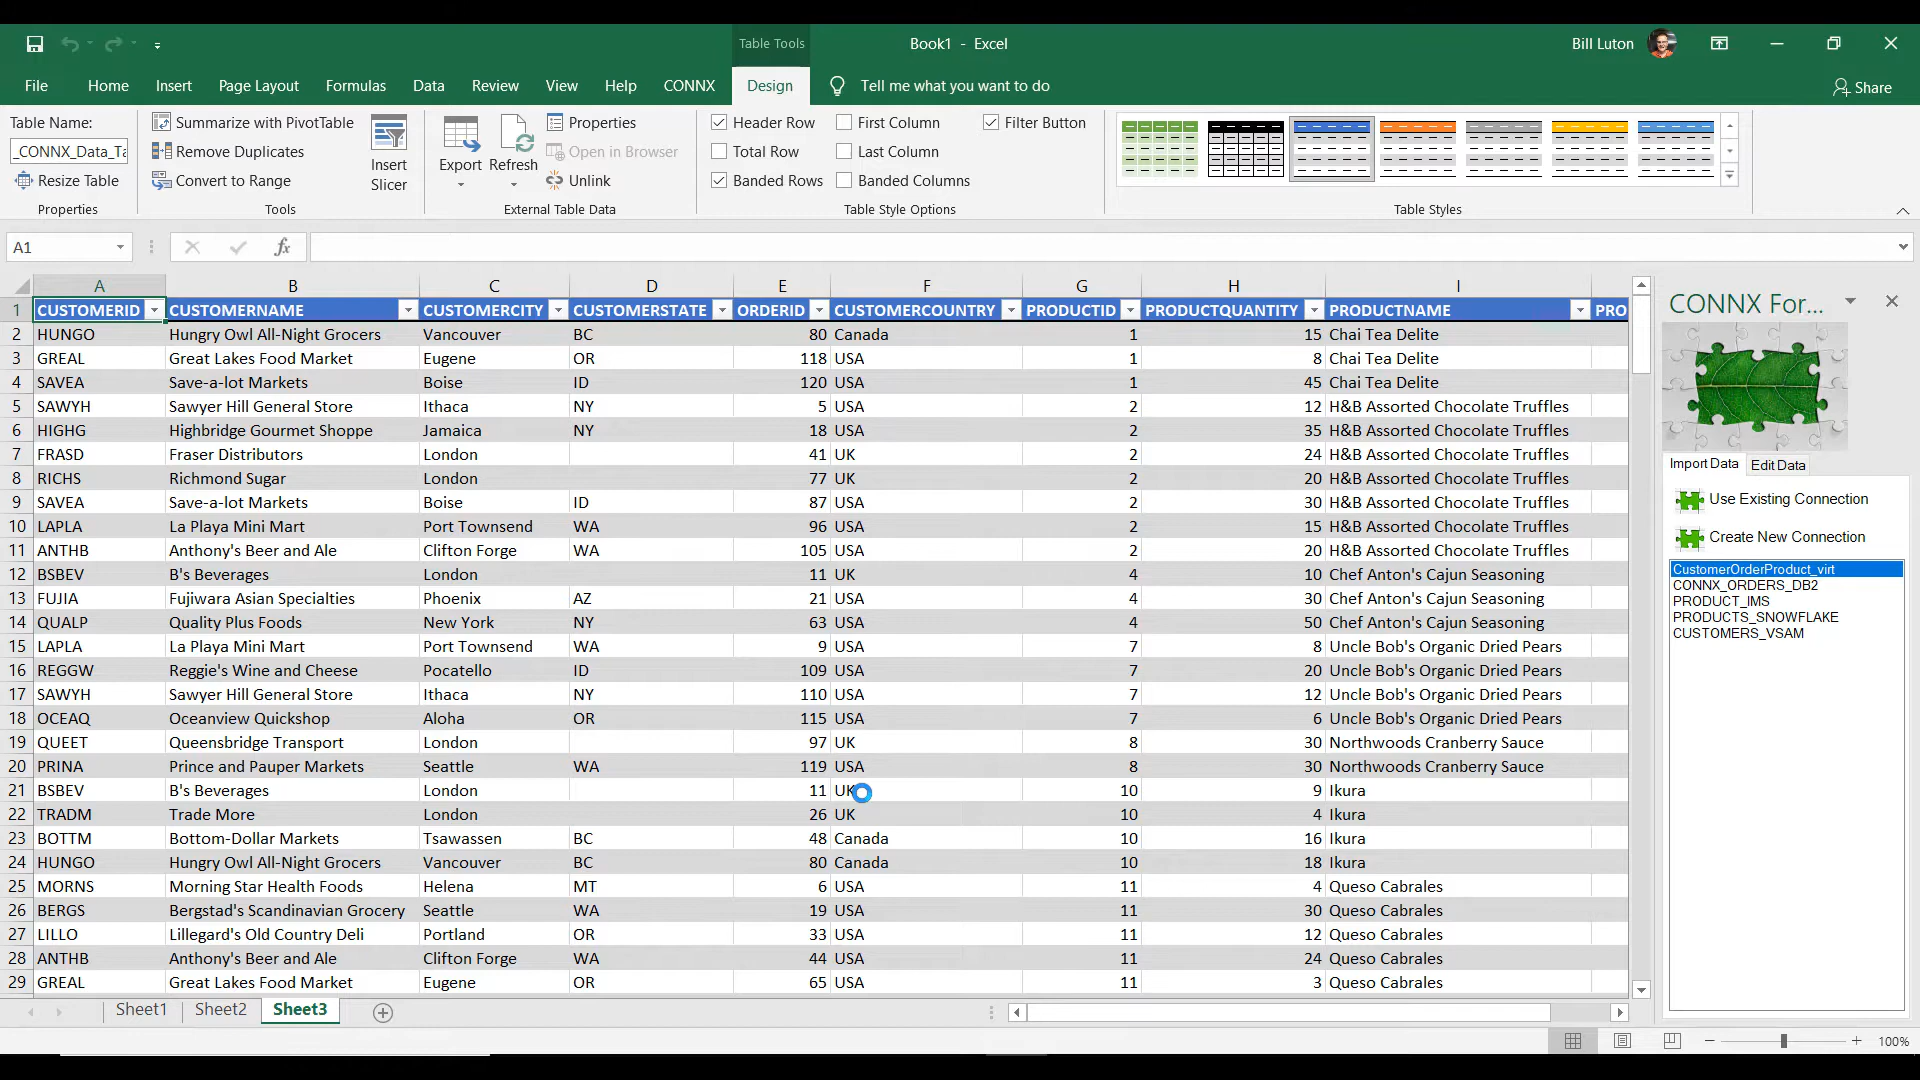 Table Tools
Book1 - Excel
Bill Luton
File Home Insert Page Layout Formulas Data Review View Help CONNX Design Tell me what you want to do Share
Table Name:
_CONNX_Data_Ta
Resize Table
Properties
Summarize with PivotTable
Remove Duplicates
Convert to Range
Tools
Insert
Slicer
Export
Refresh
Properties
Open in Browser
Unlink
External Table Data
Header Row First Column Filter Button
Total Row Last Column
Banded Rows Banded Columns
Table Style Options
Table Styles
A1
fx
A B C D E F G H I
1 CUSTOMERID CUSTOMERNAME CUSTOMERCITY CUSTOMERSTATE ORDERID CUSTOMERCOUNTRY PRODUCTID PRODUCTQUANTITY PRODUCTNAME PRO
2 HUNGO Hungry Owl All-Night Grocers Vancouver BC 80 Canada 1 15 Chai Tea Delite
3 GREAL Great Lakes Food Market Eugene OR 118 USA 1 8 Chai Tea Delite
4 SAVEA Save-a-lot Markets Boise ID 120 USA 1 45 Chai Tea Delite
5 SAWYH Sawyer Hill General Store Ithaca NY 5 USA 2 12 H&B Assorted Chocolate Truffles
6 HIGHG Highbridge Gourmet Shoppe Jamaica NY 18 USA 2 35 H&B Assorted Chocolate Truffles
7 FRASD Fraser Distributors London 41 UK 2 24 H&B Assorted Chocolate Truffles
8 RICHS Richmond Sugar London 77 UK 2 20 H&B Assorted Chocolate Truffles
9 SAVEA Save-a-lot Markets Boise ID 87 USA 2 30 H&B Assorted Chocolate Truffles
10 LAPLA La Playa Mini Mart Port Townsend WA 96 USA 2 15 H&B Assorted Chocolate Truffles
11 ANTHB Anthony's Beer and Ale Clifton Forge WA 105 USA 2 20 H&B Assorted Chocolate Truffles
12 BSBEV B's Beverages London 11 UK 4 10 Chef Anton's Cajun Seasoning
13 FUJIA Fujiwara Asian Specialties Phoenix AZ 21 USA 4 30 Chef Anton's Cajun Seasoning
14 QUALP Quality Plus Foods New York NY 63 USA 4 50 Chef Anton's Cajun Seasoning
15 LAPLA La Playa Mini Mart Port Townsend WA 9 USA 7 8 Uncle Bob's Organic Dried Pears
16 REGGW Reggie's Wine and Cheese Pocatello ID 109 USA 7 20 Uncle Bob's Organic Dried Pears
17 SAWYH Sawyer Hill General Store Ithaca NY 110 USA 7 12 Uncle Bob's Organic Dried Pears
18 OCEAQ Oceanview Quickshop Aloha OR 115 USA 7 6 Uncle Bob's Organic Dried Pears
19 QUEET Queensbridge Transport London 97 UK 8 30 Northwoods Cranberry Sauce
20 PRINA Prince and Pauper Markets Seattle WA 119 USA 8 30 Northwoods Cranberry Sauce
21 BSBEV B's Beverages London 11 UK 10 9 Ikura
22 TRADM Trade More London 26 UK 10 4 Ikura
23 BOTTM Bottom-Dollar Markets Tsawassen BC 48 Canada 10 16 Ikura
24 HUNGO Hungry Owl All-Night Grocers Vancouver BC 80 Canada 10 18 Ikura
25 MORNS Morning Star Health Foods Helena MT 6 USA 11 4 Queso Cabrales
26 BERGS Bergstad's Scandinavian Grocery Seattle WA 19 USA 11 30 Queso Cabrales
27 LILLO Lillegard's Old Country Deli Portland OR 33 USA 11 12 Queso Cabrales
28 ANTHB Anthony's Beer and Ale Clifton Forge WA 44 USA 11 24 Queso Cabrales
29 GREAL Great Lakes Food Market Eugene OR 65 USA 11 3 Queso Cabrales
CONNX For...
Import Data Edit Data
Use Existing Connection
Create New Connection
CustomerOrderProduct_virt
CONNX_ORDERS_DB2
PRODUCT_IMS
PRODUCTS_SNOWFLAKE
CUSTOMERS_VSAM
Sheet1 Sheet2 Sheet3
100%